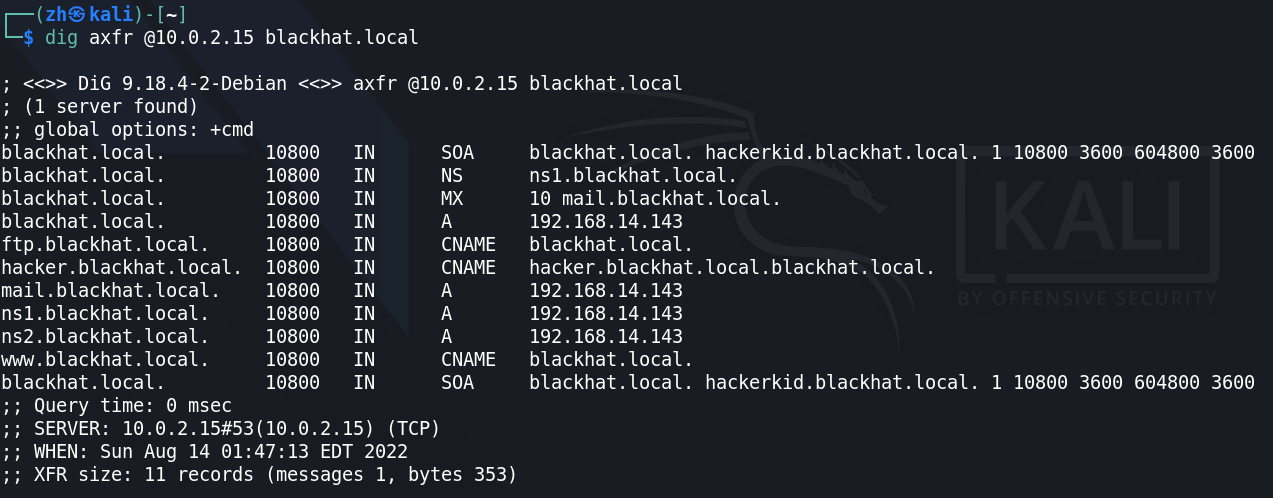 (zh㉿kali)-[~]
$ dig axfr @10.0.2.15 blackhat.local
; <<>> DiG 9.18.4-2-Debian <<>> axfr @10.0.2.15 blackhat.local
; (1 server found)
;; global options: +cmd
blackhat.local. 10800 IN SOA blackhat.local. hackerkid.blackhat.local. 1 10800 3600 604800 3600
blackhat.local. 10800 IN NS ns1.blackhat.local.
blackhat.local. 10800 IN MX 10 mail.blackhat.local.
blackhat.local. 10800 IN A 192.168.14.143
ftp.blackhat.local. 10800 IN CNAME blackhat.local.
hacker.blackhat.local. 10800 IN CNAME hacker.blackhat.local.blackhat.local.
mail.blackhat.local. 10800 IN A 192.168.14.143
ns1.blackhat.local. 10800 IN A 192.168.14.143
ns2.blackhat.local. 10800 IN A 192.168.14.143
www.blackhat.local. 10800 IN CNAME blackhat.local.
blackhat.local. 10800 IN SOA blackhat.local. hackerkid.blackhat.local. 1 10800 3600 604800 3600
;; Query time: 0 msec
;; SERVER: 10.0.2.15#53(10.0.2.15) (TCP)
;; WHEN: Sun Aug 14 01:47:13 EDT 2022
;; XFR size: 11 records (messages 1, bytes 353)
KALI
BY OFFENSIVE SECURITY